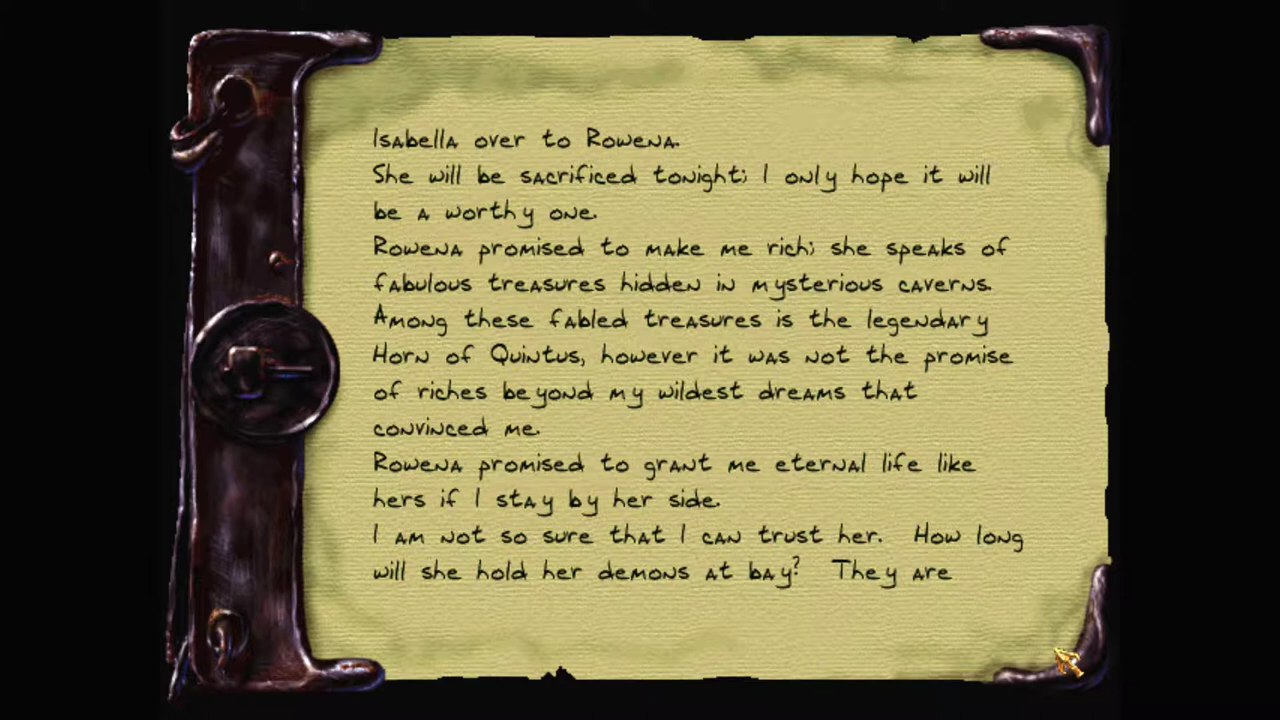 Isabella over to Rowena.
She will be sacrificed tonight; I only hope it will
be a worthy one.
Rowena promised to make me rich; she speaks of
fabulous treasures hidden in mysterious caverns.
Among these fabled treasures is the legendary
Horn of Quintus, however it was not the promise
of riches beyond my wildest dreams that
convinced me.
Rowena promised to grant me eternal life like
hers if I stay by her side.
I am not so sure that I can trust her.  How long
will she hold her demons at bay?  They are